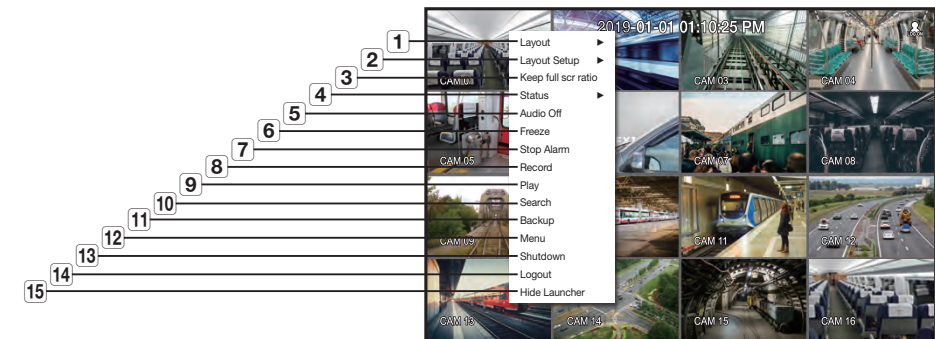 2019-01-01 01:10:25 PM
LOGON
1 Layout ►
2 Layout Setup ►
3 Keep full scr ratio
4 Status ►
5 Audio Off
6 Freeze
7 Stop Alarm
8 Record
9 Play
10 Search
11 Backup
12 Menu
13 Shutdown
14 Logout
15 Hide Launcher
CAM 03
CAM 04
CAM 05
CAM 07
CAM 08
CAM 09
CAM 11
CAM 12
CAM 13
CAM 14
CAM 15
CAM 16